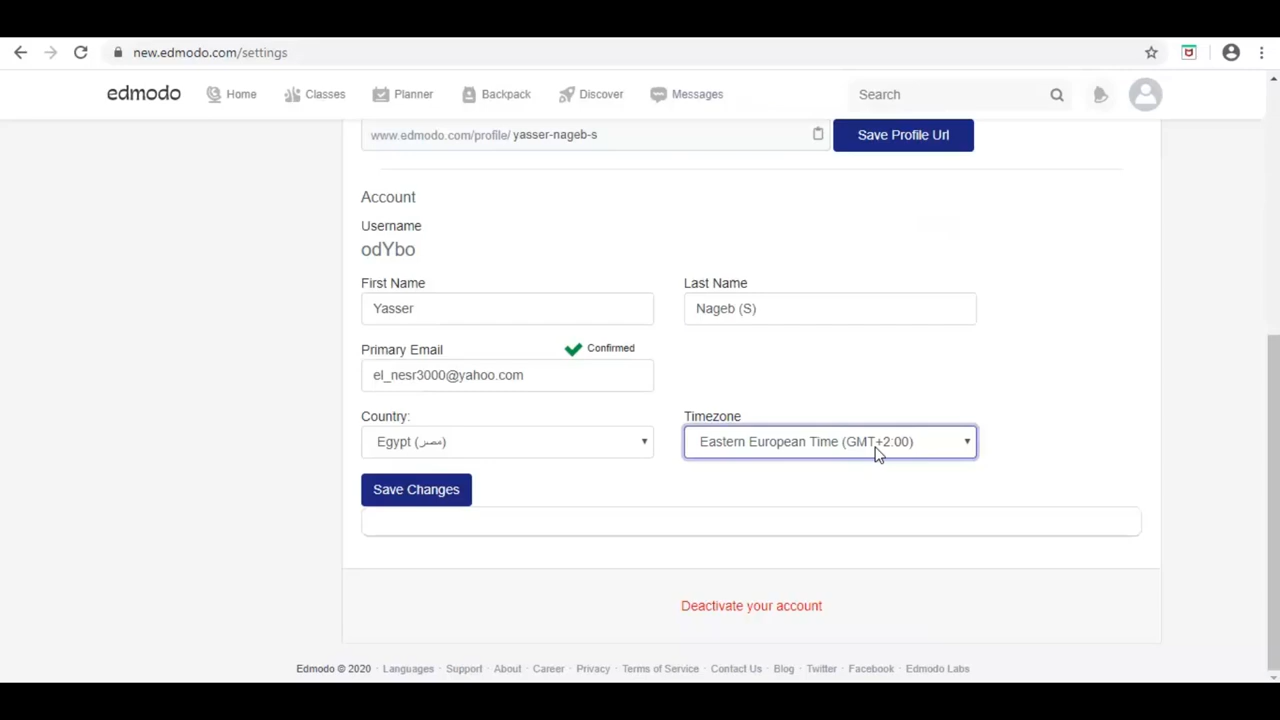 new.edmodo.com/settings
edmodo Home Classes Planner Backpack Discover Messages Search
www.edmodo.com/profile/ yasser-nageb-s Save Profile Url
Account
Username
odYbo
First Name Last Name
Yasser Nageb (S)
Primary Email Confirmed
el_nesr3000@yahoo.com
Country: Timezone
Egypt (مصر) Eastern European Time (GMT+2:00)
Save Changes
Deactivate your account
Edmodo © 2020 · Languages · Support · About · Career · Privacy · Terms of Service · Contact Us · Blog · Twitter · Facebook · Edmodo Labs